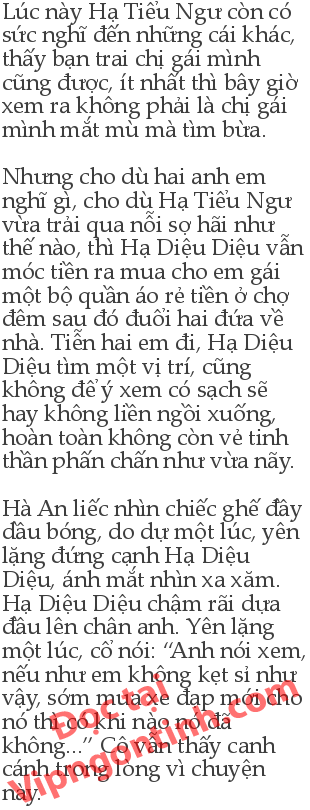 Lúc này Hạ Tiểu Ngư còn có
sức nghĩ đến những cái khác,
thấy bạn trai chị gái mình
cũng được, ít nhất thì bây giờ
xem ra không phải là chị gái
mình mắt mù mà tìm bừa.

Nhưng cho dù hai anh em
nghĩ gì, cho dù Hạ Tiểu Ngư
vừa trải qua nỗi sợ hãi như
thế nào, thì Hạ Diệu Diệu vẫn
móc tiền ra mua cho em gái
một bộ quần áo rẻ tiền ở chợ
đêm sau đó đuổi hai đứa về
nhà. Tiễn hai em đi, Hạ Diệu
Diệu tìm một vị trí, cũng
không để ý xem có sạch sẽ
hay không liền ngồi xuống,
hoàn toàn không còn vẻ tinh
thần phấn chấn như vừa nãy.

Hà An liếc nhìn chiếc ghế đầy
dầu bóng, do dự một lúc, yên
lặng đứng cạnh Hạ Diệu
Diệu, ánh mắt nhìn xa xăm.
Hạ Diệu Diệu chậm rãi dựa
đầu lên chân anh. Yên lặng
một lúc, cổ nói: “Anh nói xem,
nếu như em không kẹt sỉ như
vậy, sớm mua xe đạp mới cho
nó thì có khi nào nó đã
không...” Cô vẫn thấy canh
cánh trong lòng vì chuyện
này.
Đọc tại
Vipngontinh.com